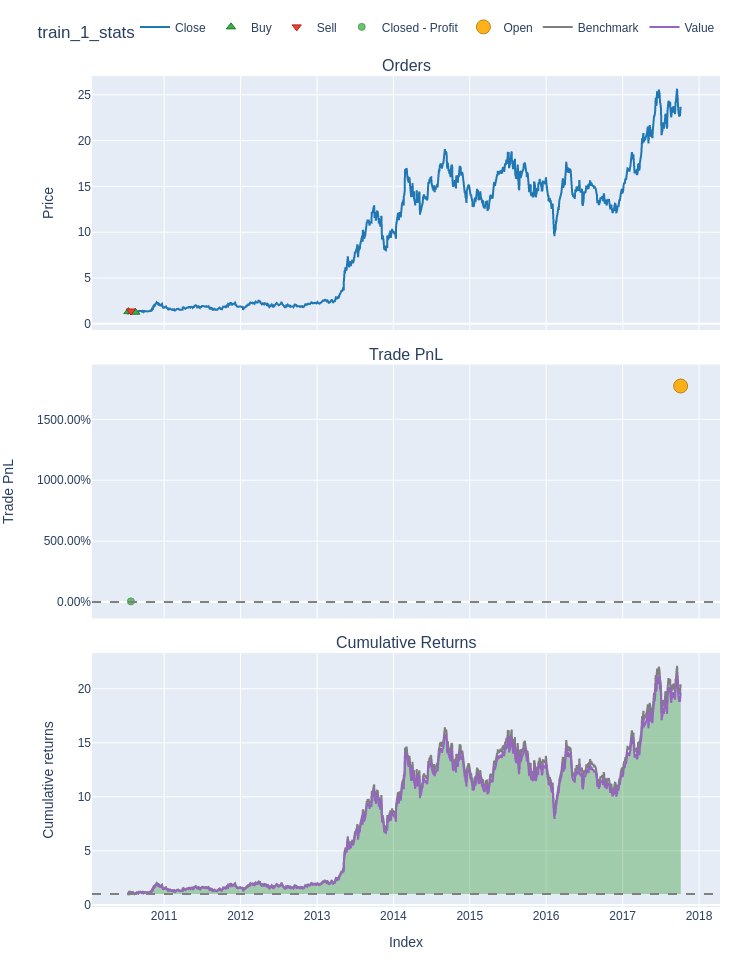 train_1_stats
Close
Buy
Sell
Closed - Profit
Open
Benchmark
Value
Orders
25
20
15
10
5
0
Price
Trade PnL
1500.00%
1000.00%
500.00%
0.00%
Trade PnL
Cumulative Returns
20
15
10
5
0
Cumulative returns
2011
2012
2013
2014
2015
2016
2017
2018
Index